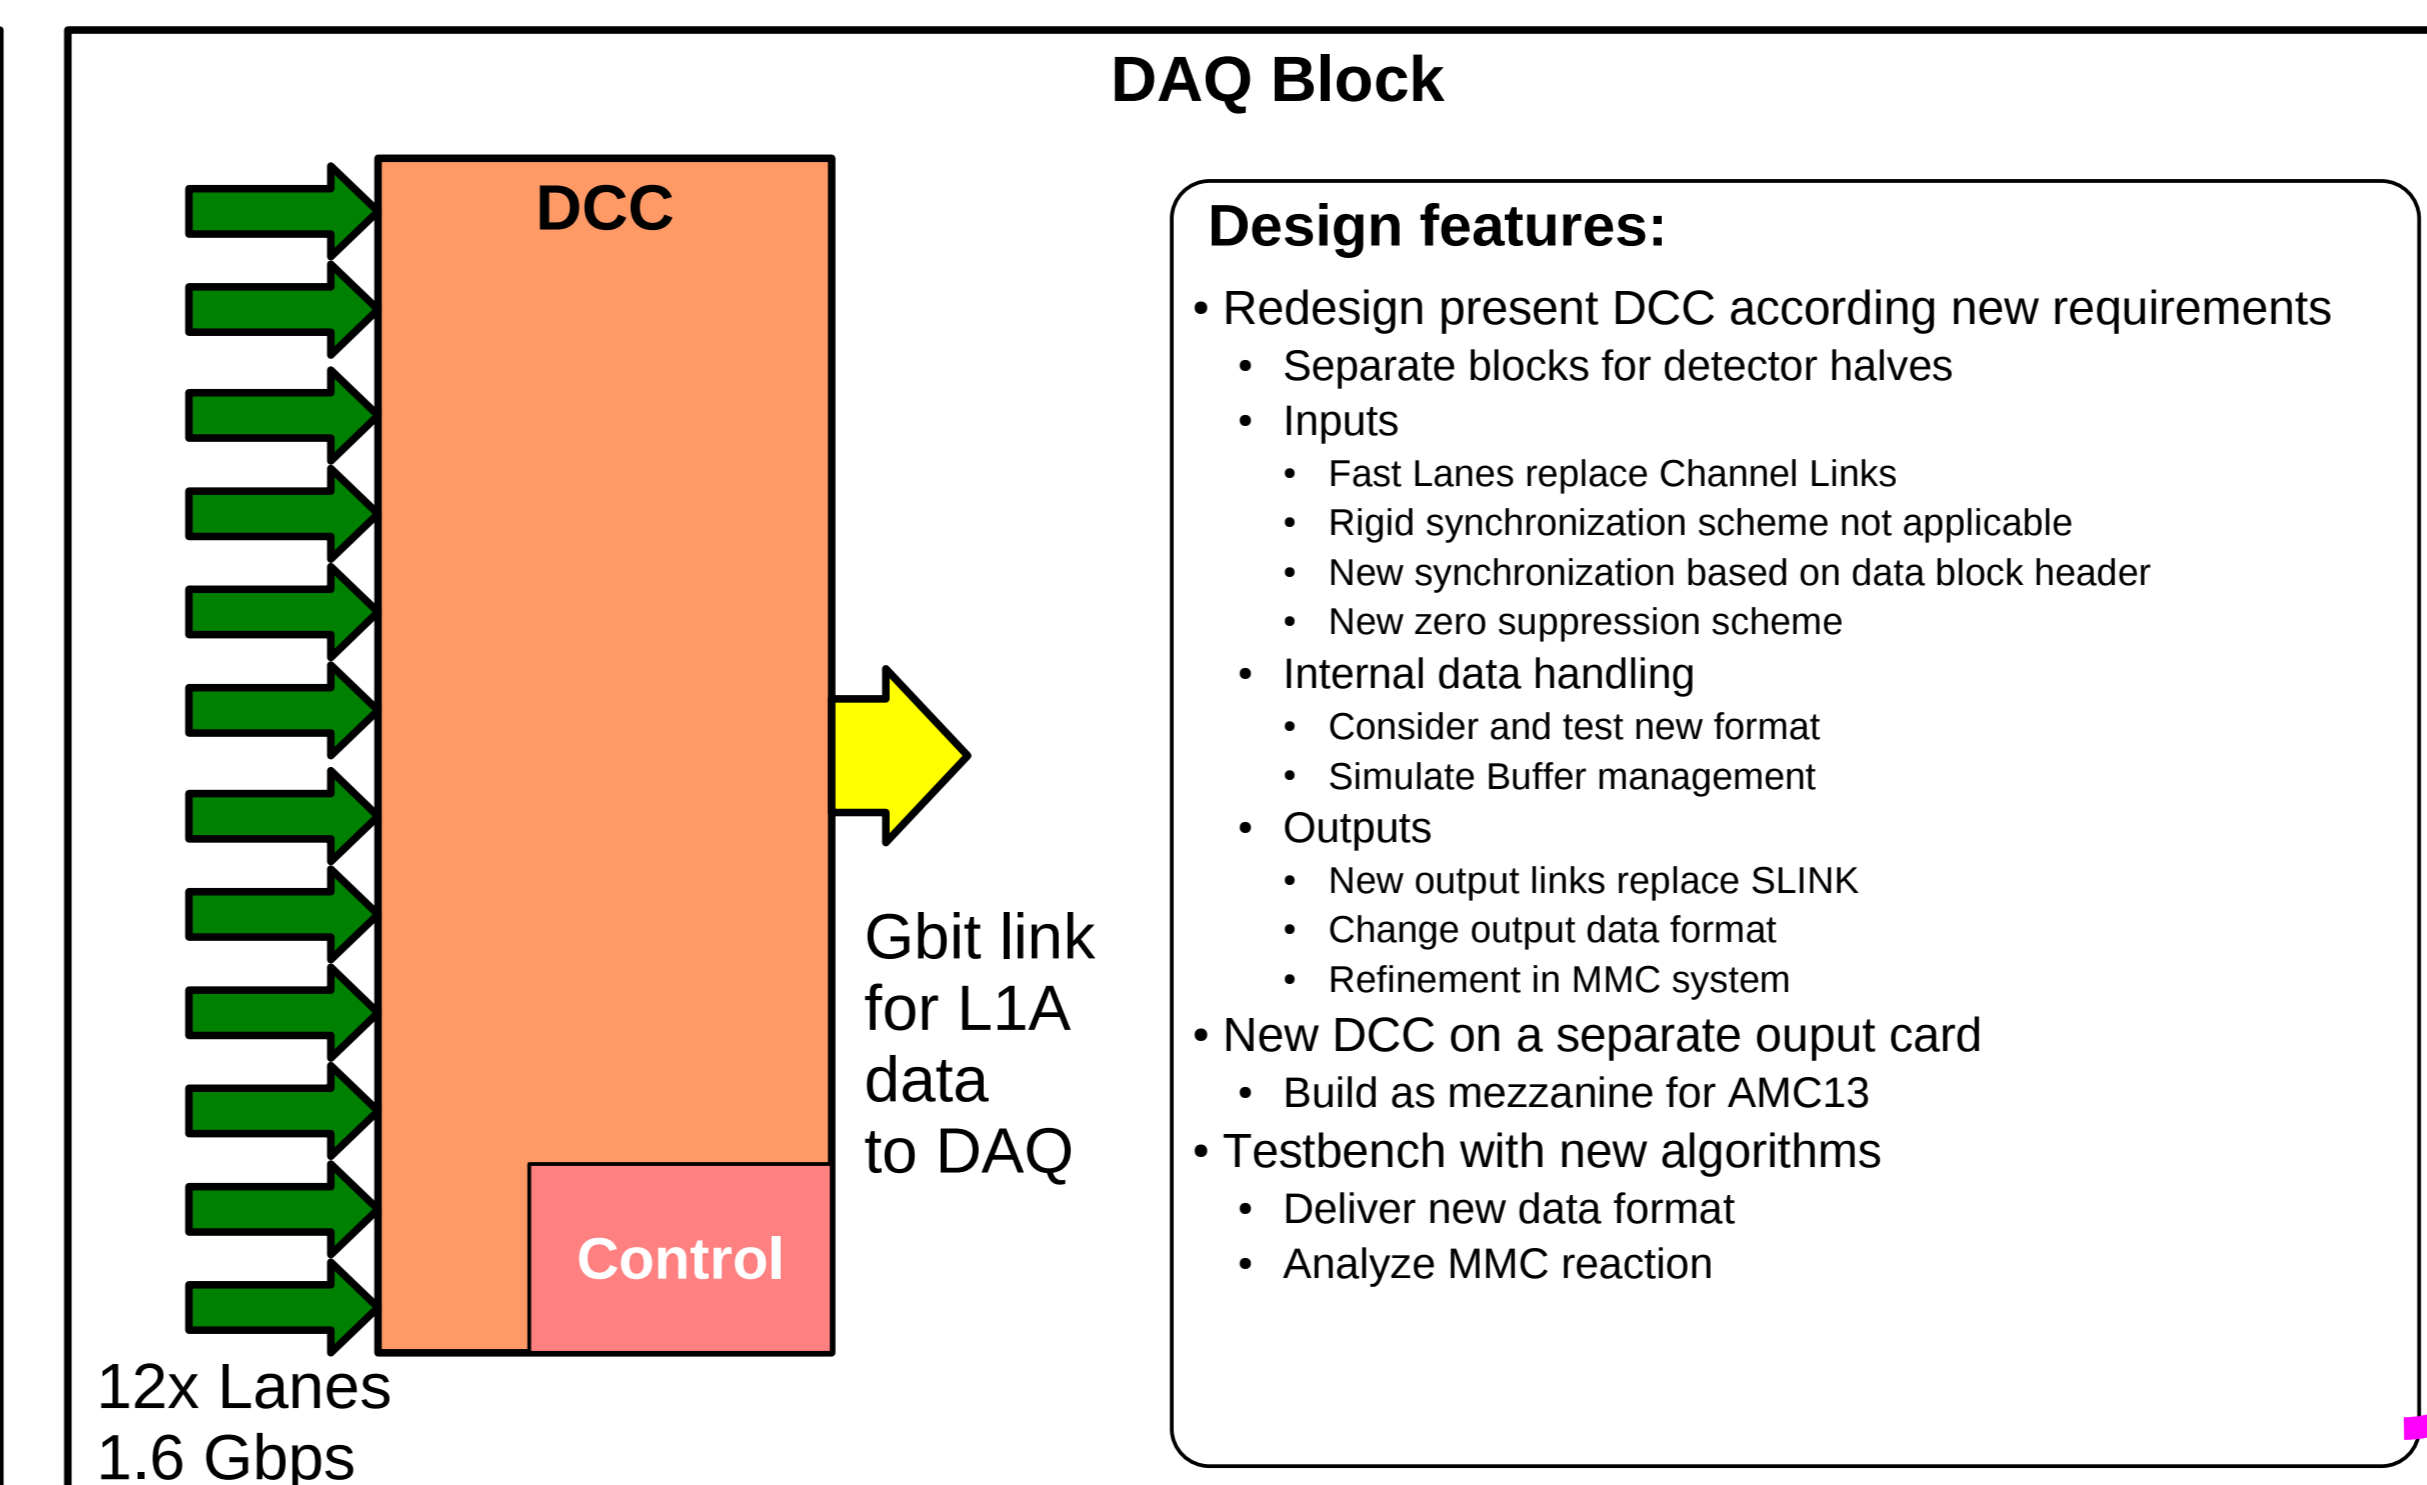 DAQ Block
DCC
Control
12x Lanes
1.6 Gbps
Gbit link
for L1A
data
to DAQ
Design features:
• Redesign present DCC according new requirements
• Separate blocks for detector halves
• Inputs
• Fast Lanes replace Channel Links
• Rigid synchronization scheme not applicable
• New synchronization based on data block header
• New zero suppression scheme
• Internal data handling
• Consider and test new format
• Simulate Buffer management
• Outputs
• New output links replace SLINK
• Change output data format
• Refinement in MMC system
• New DCC on a separate ouput card
• Build as mezzanine for AMC13
• Testbench with new algorithms
• Deliver new data format
• Analyze MMC reaction